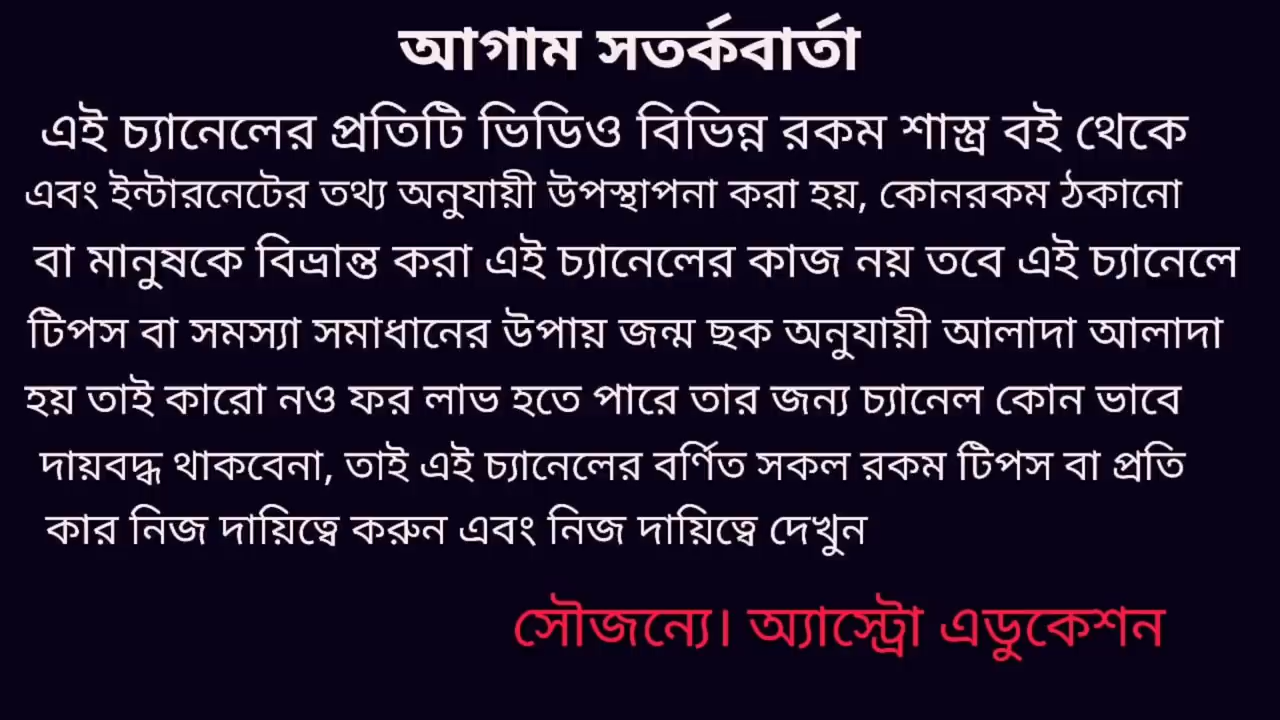 আগাম সতর্কবার্তা
এই চ্যানেলের প্রতিটি ভিডিও বিভিন্ন রকম শাস্ত্র বই থেকে
এবং ইন্টারনেটের তথ্য অনুযায়ী উপস্থাপনা করা হয়, কোনরকম ঠকানো
বা মানুষকে বিভ্রান্ত করা এই চ্যানেলের কাজ নয় তবে এই চ্যানেলে
টিপস বা সমস্যা সমাধানের উপায় জন্ম ছক অনুযায়ী আলাদা আলাদা
হয় তাই কারো নও ফর লাভ হতে পারে তার জন্য চ্যানেল কোন ভাবে
দায়বদ্ধ থাকবেনা, তাই এই চ্যানেলের বর্ণিত সকল রকম টিপস বা প্রতি
কার নিজ দায়িত্বে করুন এবং নিজ দায়িত্বে দেখুন
সৌজন্যে। অ্যাস্ট্রো এডুকেশন